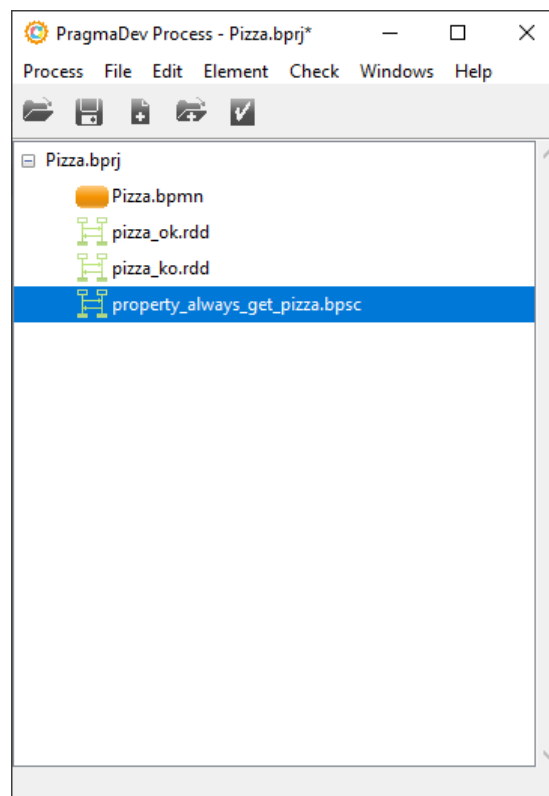 PragmaDev Process - Pizza.bprj*
Process File Edit Element Check Windows Help
Pizza.bprj
Pizza.bpmn
pizza_ok.rdd
pizza_ko.rdd
property_always_get_pizza.bpsc